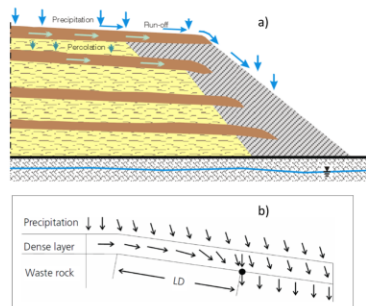 a)
Precipitation
Run-off
Percolation
b)
Precipitation
Dense layer
Waste rock
LD